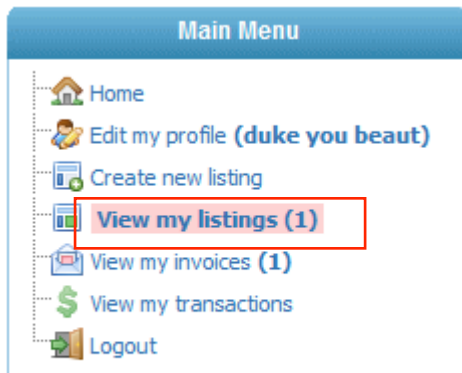 Main Menu
Home
Edit my profile (duke you beaut)
Create new listing
View my listings (1)
View my invoices (1)
View my transactions
Logout